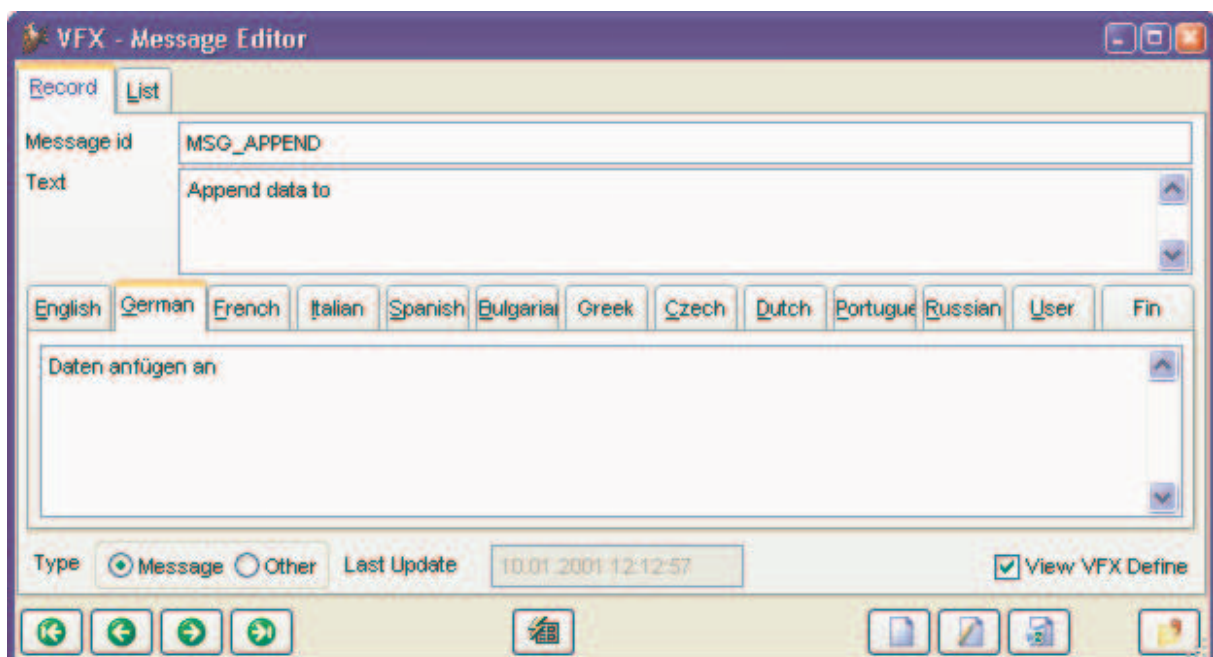 VFX - Message Editor
Record List
Message id MSG_APPEND
Text Append data to
English German French Italian Spanish Bulgarian Greek Czech Dutch Portugue Russian User Fin
Daten anfügen an
Type Message Other Last Update 10.01.2001 12:12:57 View VFX Define